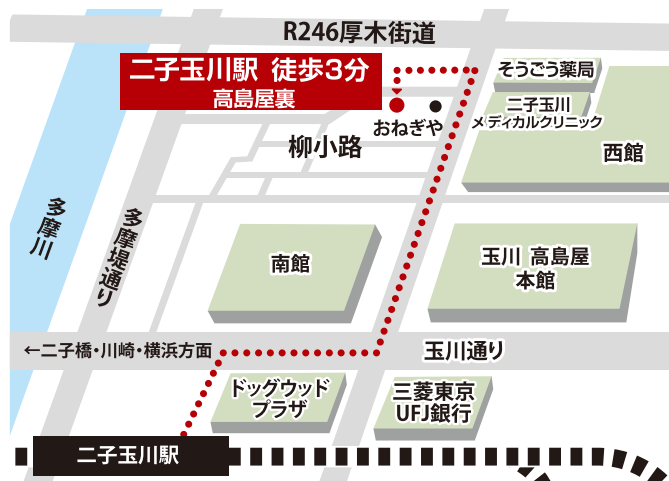 R246厚木街道
二子玉川駅 徒歩3分
高島屋裏
そうごう薬局
二子玉川
メディカルクリニック
おねぎや
柳小路
西館
多摩川
多摩堤通り
南館
玉川 高島屋
本館
←二子橋・川崎・横浜方面
玉川通り
ドッグウッド
プラザ
三菱東京
UFJ銀行
二子玉川駅